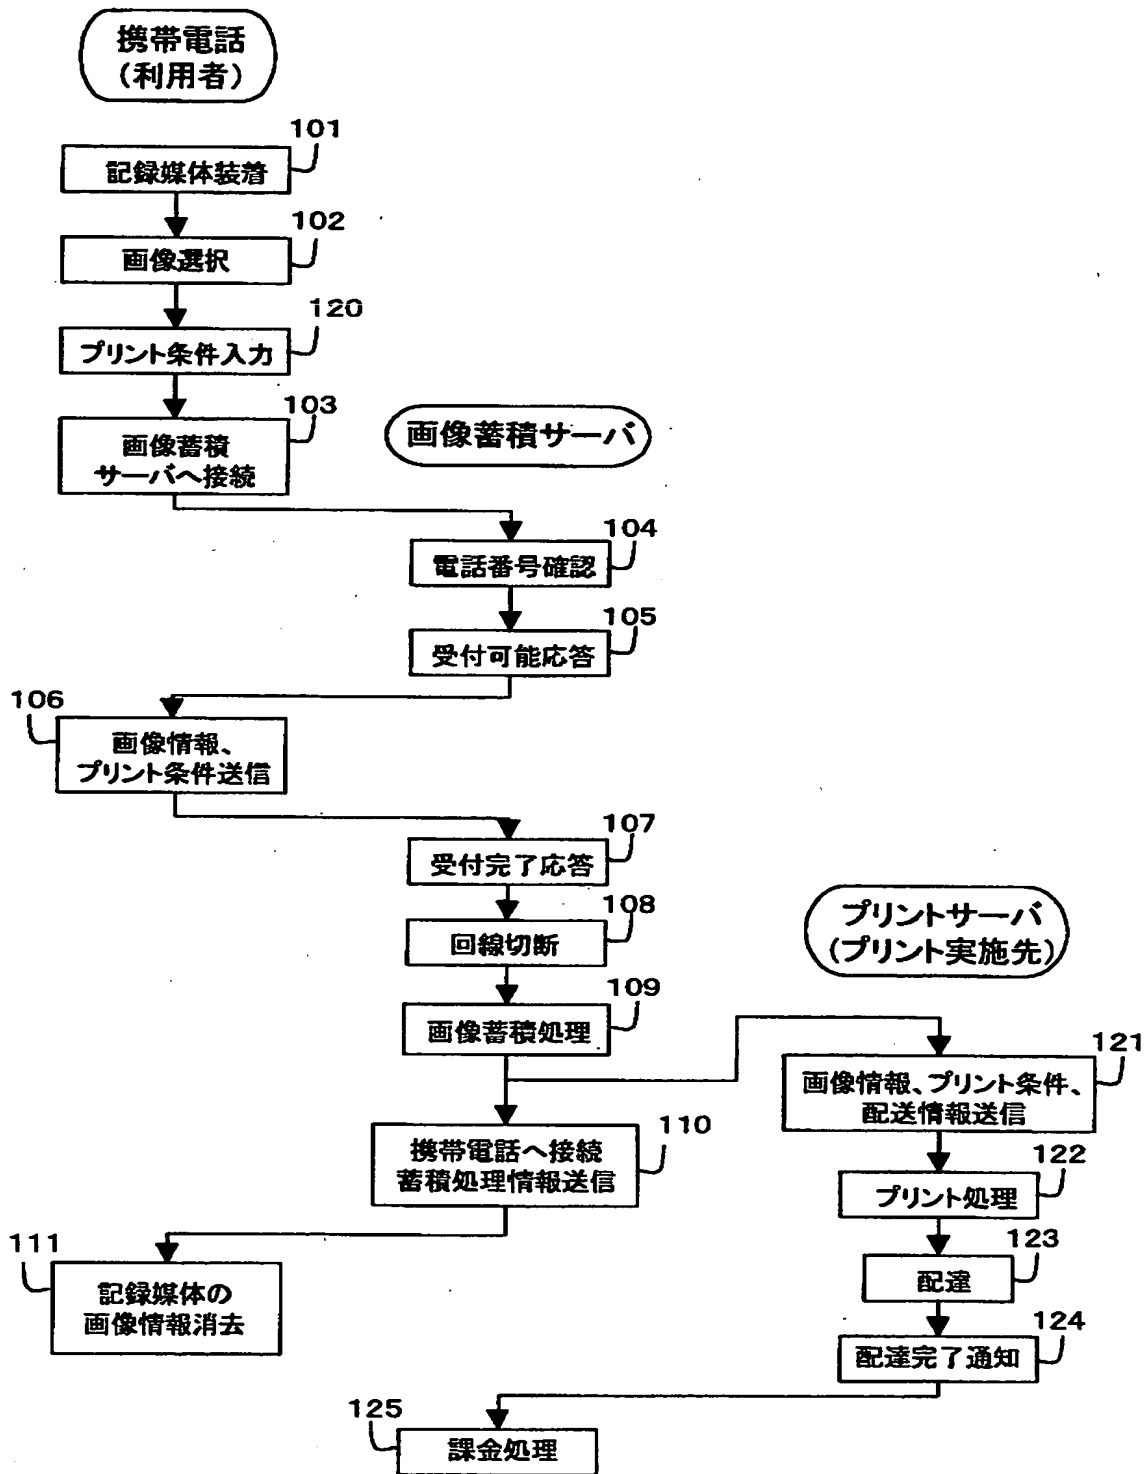 携帯電話
(利用者)
101
記録媒体装着
102
画像選択
120
プリント条件入力
103
画像蓄積
サーバへ接続
画像蓄積サーバ
104
電話番号確認
105
受付可能応答
106
画像情報、
プリント条件送信
107
受付完了応答
108
回線切断
109
画像蓄積処理
プリントサーバ
(プリント実施先)
121
画像情報、プリント条件、
配送情報送信
110
携帯電話へ接続
蓄積処理情報送信
122
プリント処理
111
記録媒体の
画像情報消去
123
配達
124
配達完了通知
125
課金処理